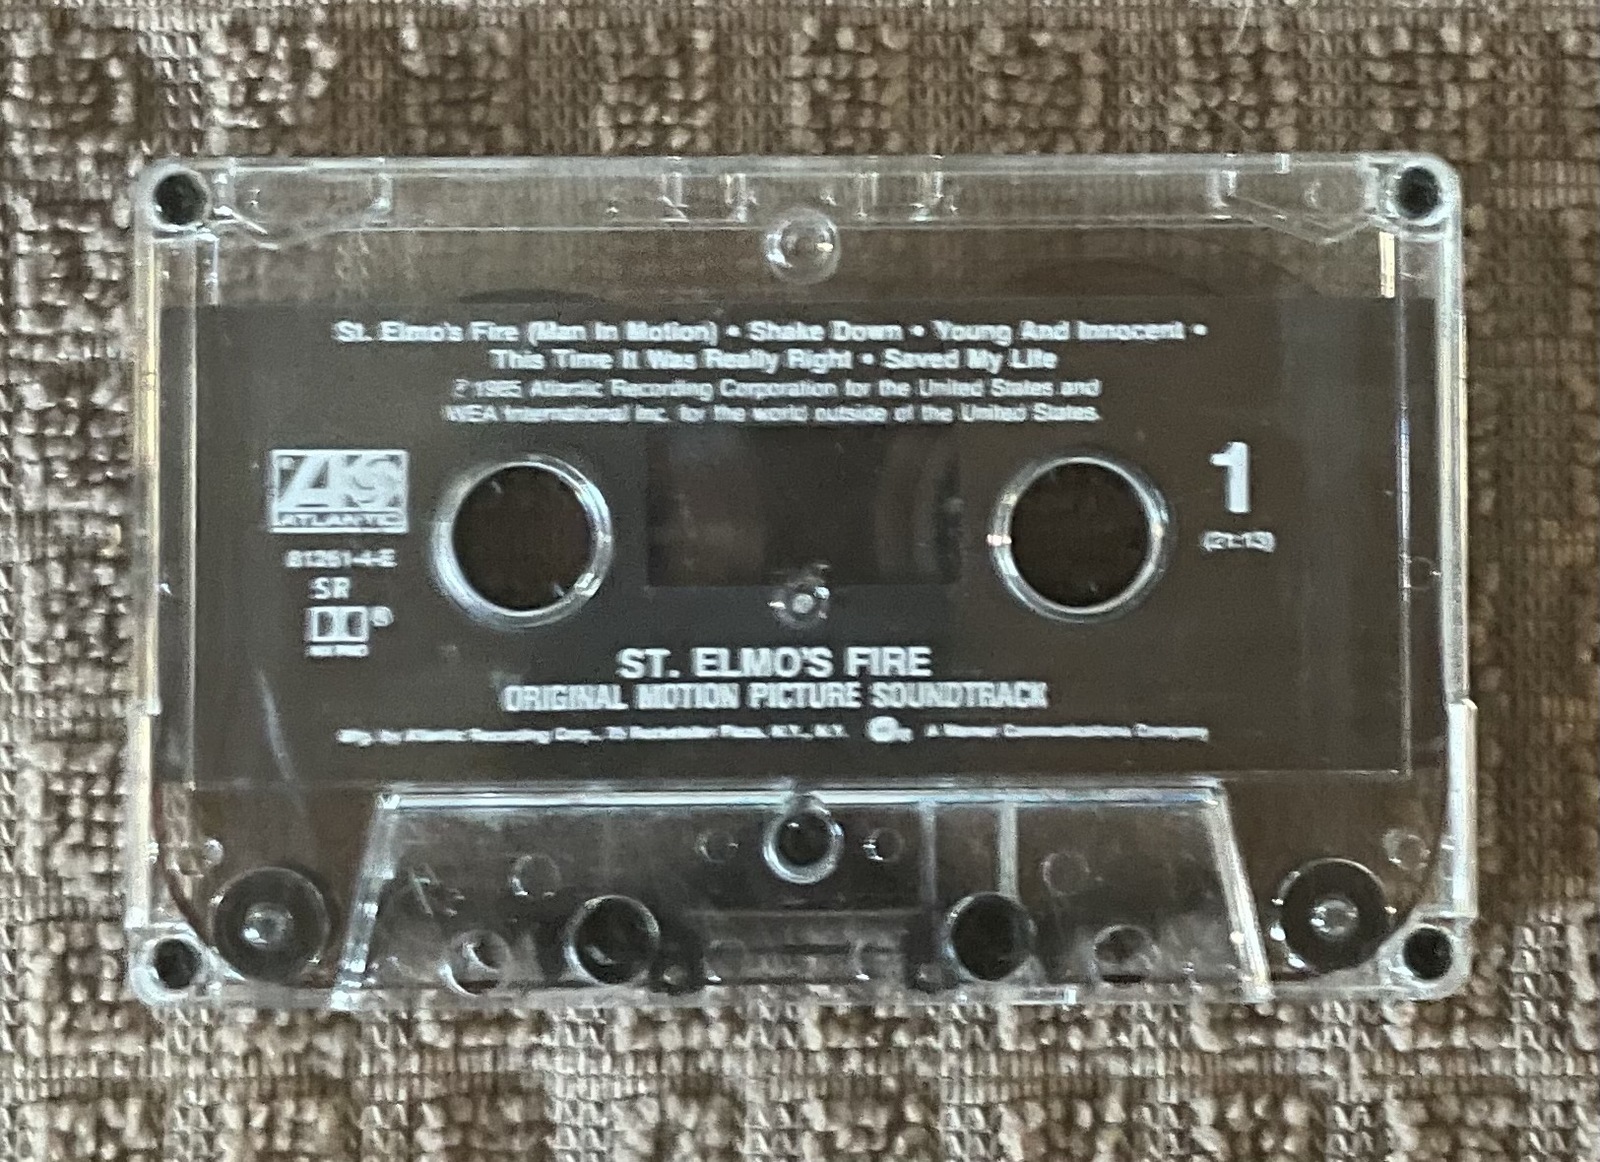 St. Elmo's Fire (Man In Motion) • Shake Down • Young And Innocent •
This Time It Was Really Right • Saved My Life
℗ 1985 Atlantic Recording Corporation for the United States and
WEA International Inc. for the world outside of the United States.
ATLANTIC
81261-4-E
SR
1
(21:13)
ST. ELMO'S FIRE
ORIGINAL MOTION PICTURE SOUNDTRACK
Mfg. by Atlantic Recording Corp., 75 Rockefeller Plaza, N.Y., N.Y. A Warner Communications Company